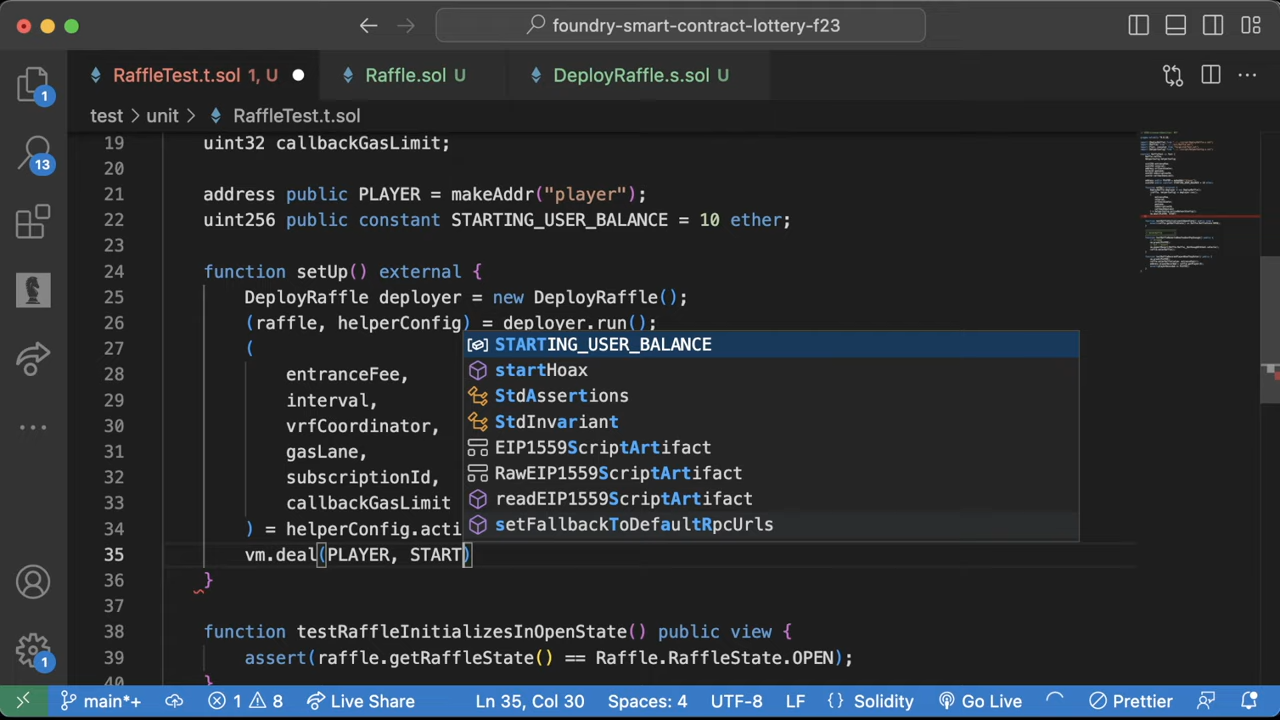 foundry-smart-contract-lottery-f23
RaffleTest.t.sol 1, U
Raffle.sol U
DeployRaffle.s.sol U
test > unit > RaffleTest.t.sol
1
13
1
19 uint32 callbackGasLimit;
20
21 address public PLAYER = makeAddr("player");
22 uint256 public constant STARTING_USER_BALANCE = 10 ether;
23
24 function setUp() external {
25 DeployRaffle deployer = new DeployRaffle();
26 (raffle, helperConfig) = deployer.run();
27 (
28 entranceFee,
29 interval,
30 vrfCoordinator,
31 gasLane,
32 subscriptionId,
33 callbackGasLimit
34 ) = helperConfig.acti
35 vm.deal(PLAYER, START)
36 }
37
38 function testRaffleInitializesInOpenState() public view {
39 assert(raffle.getRaffleState() == Raffle.RaffleState.OPEN);
40 }
STARTING_USER_BALANCE
startHoax
StdAssertions
StdInvariant
EIP1559ScriptArtifact
RawEIP1559ScriptArtifact
readEIP1559ScriptArtifact
setFallbackToDefaultRpcUrls
main*+
1
8
Live Share
Ln 35, Col 30
Spaces: 4
UTF-8
LF
{} Solidity
Go Live
Prettier